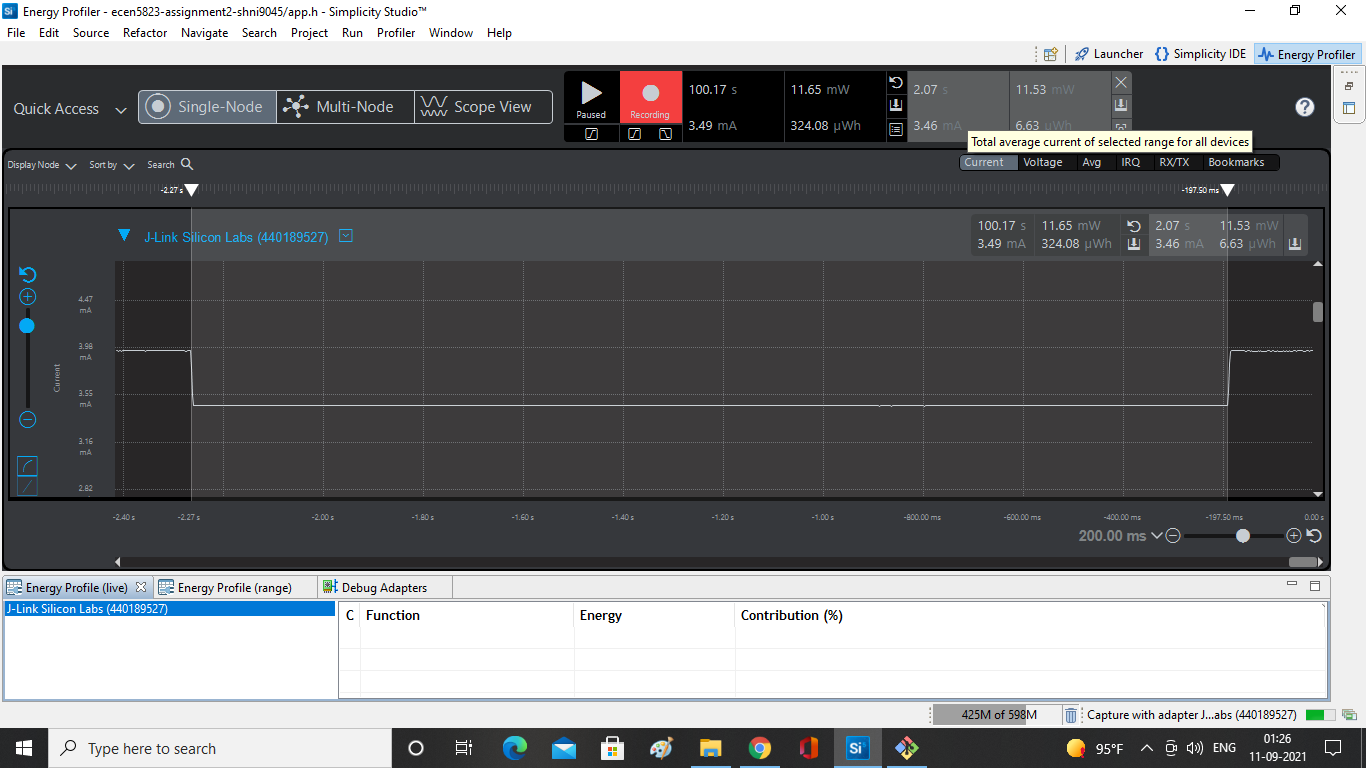 Energy Profiler - ecen5823-assignment2-shni9045/app.h - Simplicity Studio™
File Edit Source Refactor Navigate Search Project Run Profiler Window Help
Launcher Simplicity IDE Energy Profiler
Quick Access Single-Node Multi-Node Scope View
Paused Recording
100.17 s 11.65 mW 2.07 s 11.53 mW
3.49 mA 324.08 µWh 3.46 mA 6.63 µWh
Total average current of selected range for all devices
Display Node Sort by Search
Current Voltage Avg IRQ RX/TX Bookmarks
-2.27 s -197.50 ms
J-Link Silicon Labs (440189527)
100.17 s 11.65 mW 2.07 s 11.53 mW
3.49 mA 324.08 µWh 3.46 mA 6.63 µWh
4.47
mA
3.98
mA
Current
3.55
mA
3.16
mA
2.82
-2.40 s -2.27 s -2.00 s -1.80 s -1.60 s -1.40 s -1.20 s -1.00 s -800.00 ms -600.00 ms -400.00 ms -197.50 ms 0.00 s
200.00 ms
Energy Profile (live) Energy Profile (range) Debug Adapters
J-Link Silicon Labs (440189527)
C Function Energy Contribution (%)
425M of 598M Capture with adapter J...abs (440189527)
Type here to search
Si
95°F ENG
01:26
11-09-2021